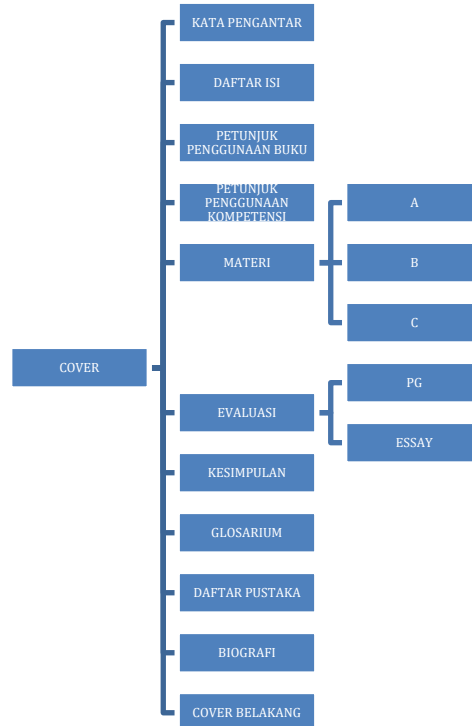 KATA PENGANTAR
DAFTAR ISI
PETUNJUK
PENGGUNAAN BUKU
PETUNJUK
PENGGUNAAN
KOMPETENSI
MATERI
A
B
C
COVER
EVALUASI
PG
ESSAY
KESIMPULAN
GLOSARIUM
DAFTAR PUSTAKA
BIOGRAFI
COVER BELAKANG